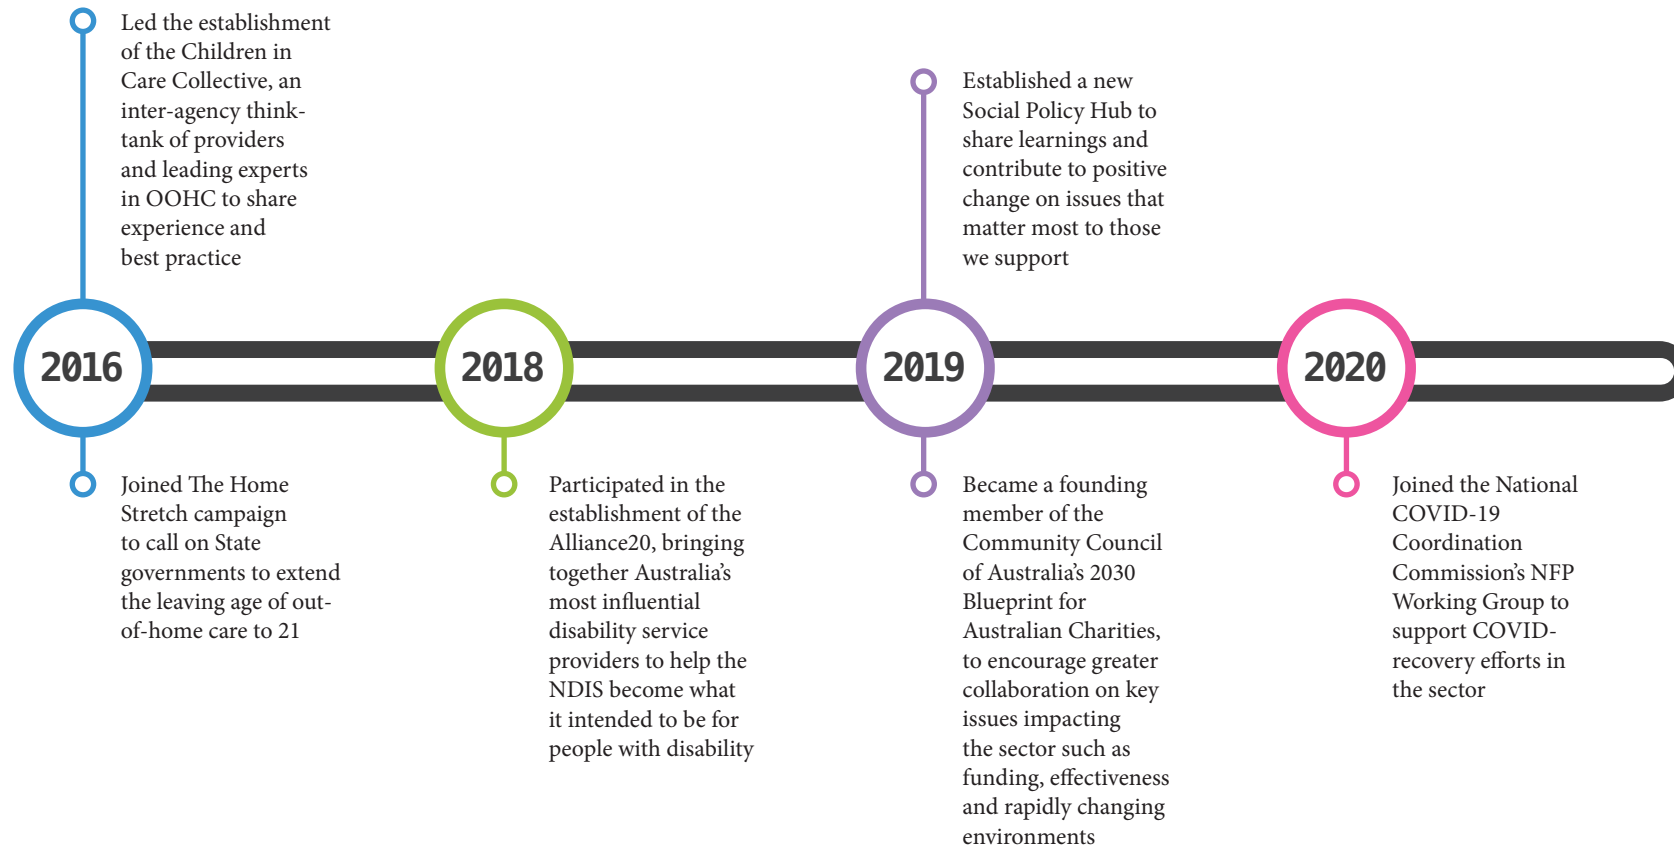 Led the establishment
of the Children in
Care Collective, an
inter-agency think-
tank of providers
and leading experts
in OOHC to share
experience and
best practice
Established a new
Social Policy Hub to
share learnings and
contribute to positive
change on issues that
matter most to those
we support
2016
2018
2019
2020
Joined The Home
Stretch campaign
to call on State
governments to extend
the leaving age of out-
of-home care to 21
Participated in the
establishment of the
Alliance20, bringing
together Australia’s
most influential
disability service
providers to help the
NDIS become what
it intended to be for
people with disability
Became a founding
member of the
Community Council
of Australia’s 2030
Blueprint for
Australian Charities,
to encourage greater
collaboration on key
issues impacting
the sector such as
funding, effectiveness
and rapidly changing
environments
Joined the National
COVID-19
Coordination
Commission’s NFP
Working Group to
support COVID-
recovery efforts in
the sector